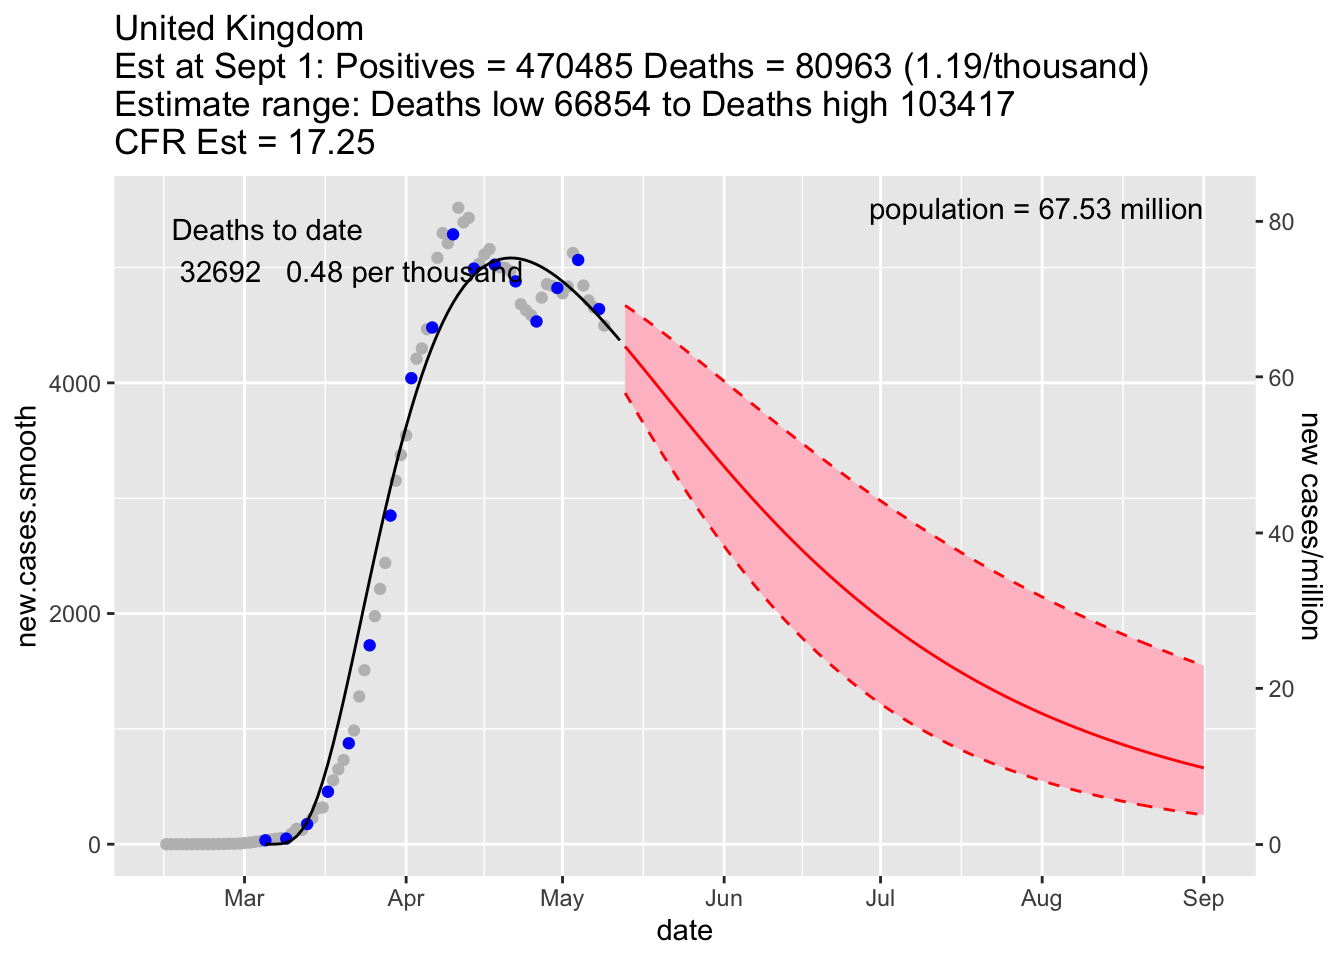 United Kingdom
Est at Sept 1: Positives = 470485 Deaths = 80963 (1.19/thousand)
Estimate range: Deaths low 66854 to Deaths high 103417
CFR Est = 17.25
Deaths to date
32692 0.48 per thousand
population = 67.53 million
new.cases.smooth
4000
2000
0
80
60
40
20
0
new cases/million
Mar Apr May Jun Jul Aug Sep
date